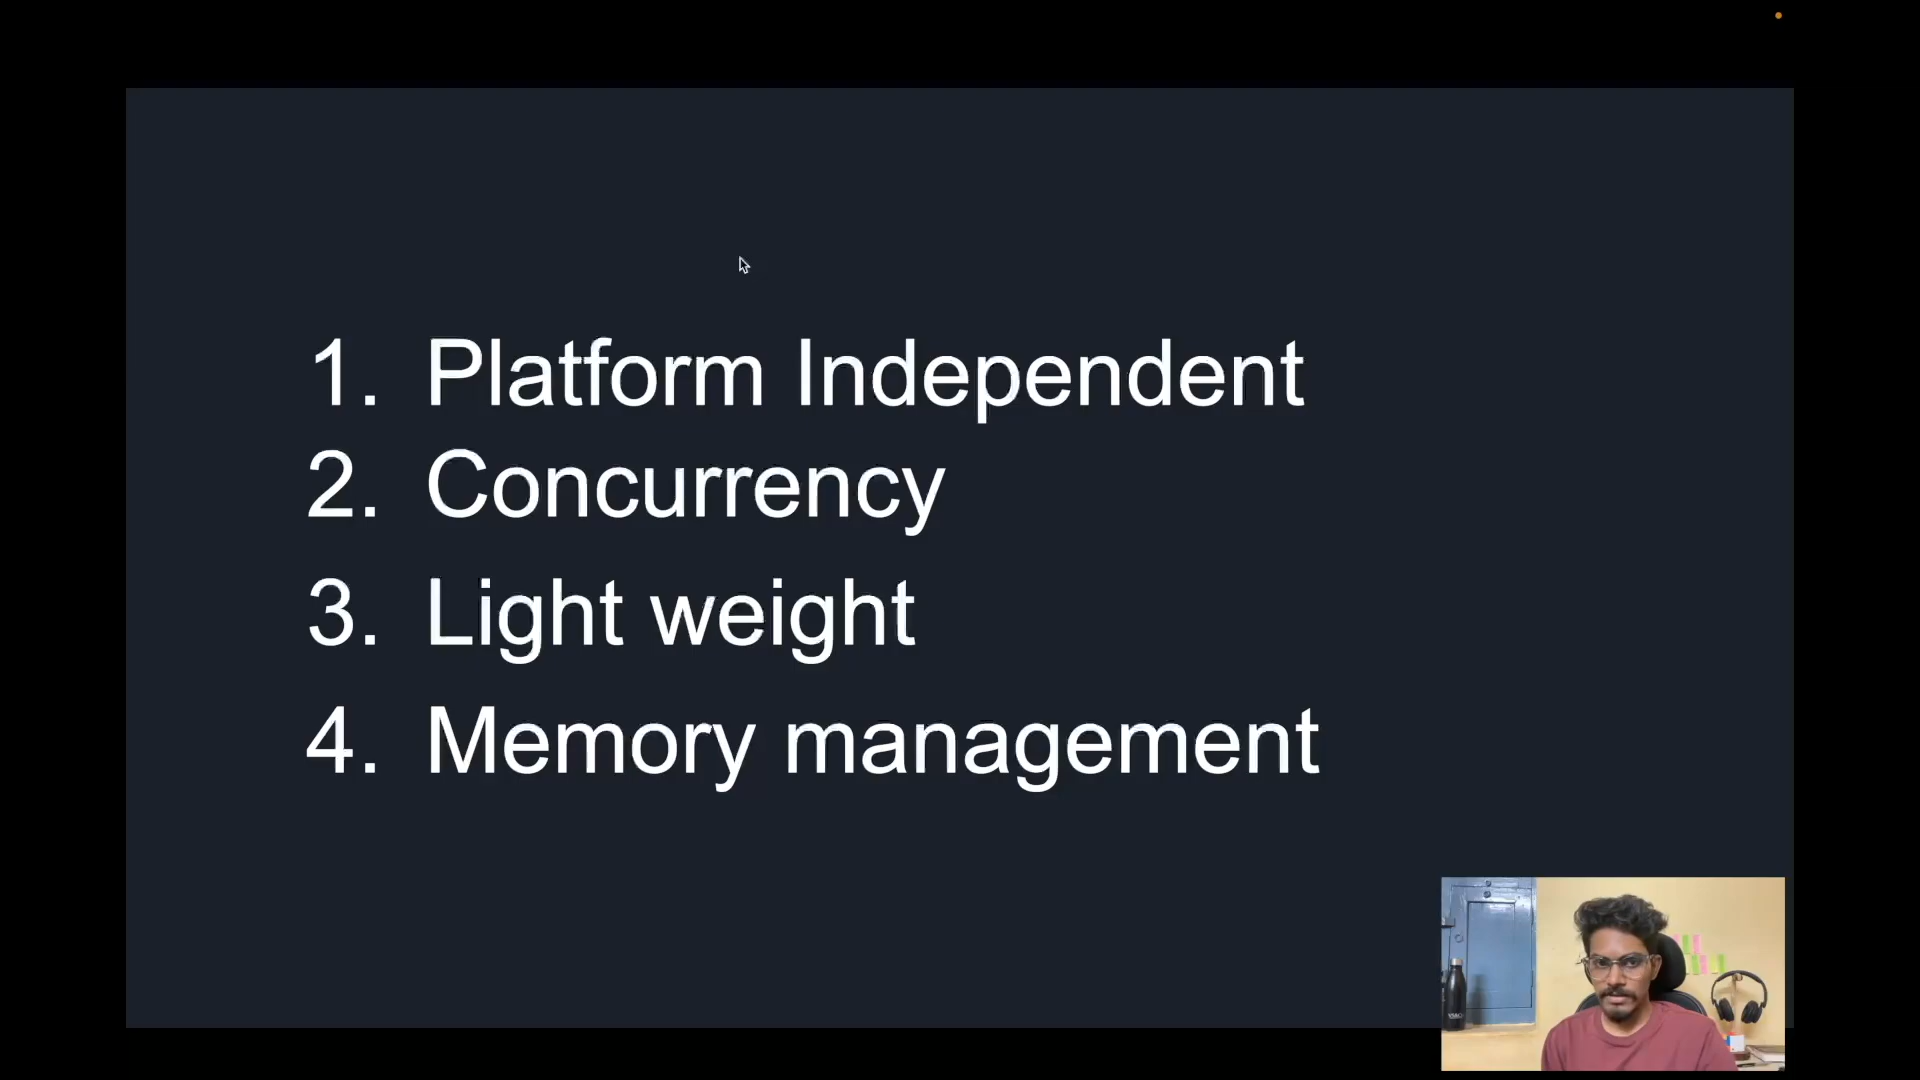 1. Platform Independent
2. Concurrency
3. Light weight
4. Memory management